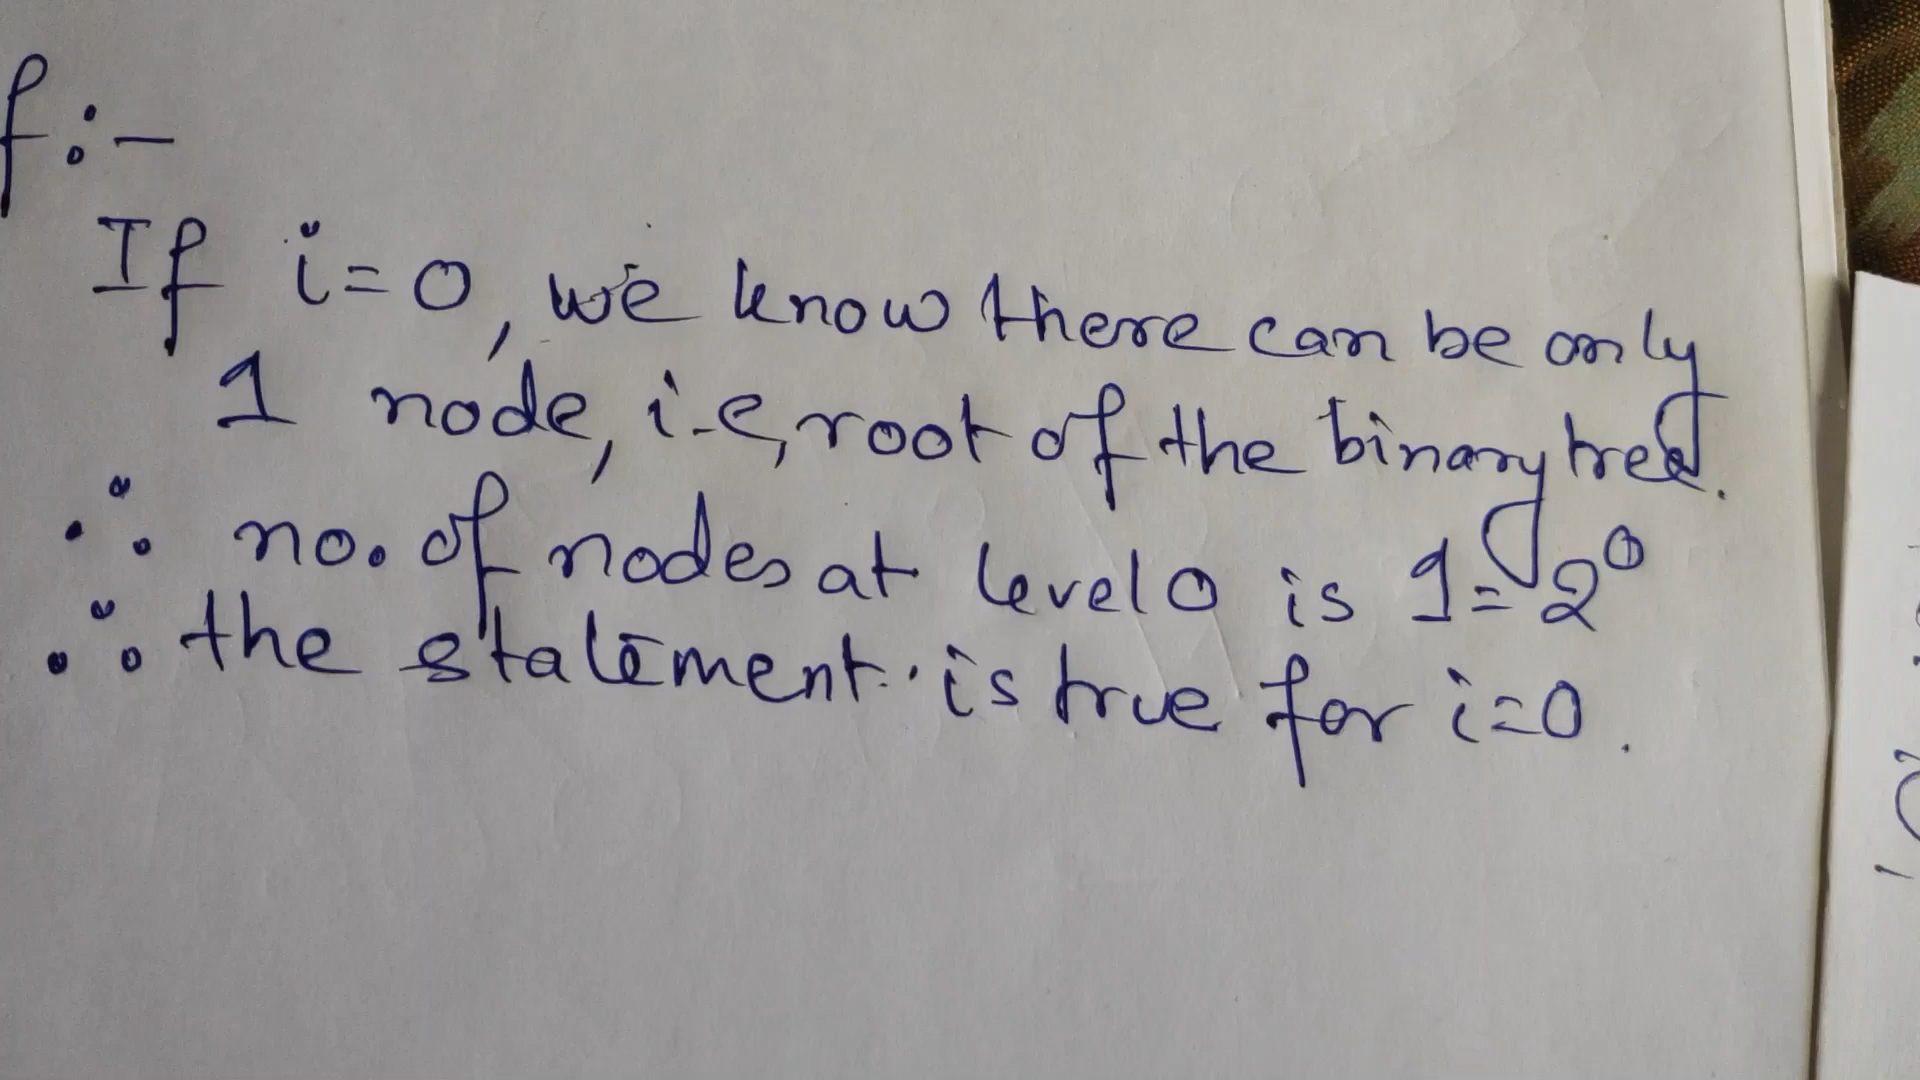 f:-
If i=0, we know there can be only
1 node, i.e, root of the binary tree.
∴ no. of nodes at level 0 is 1=2⁰
∴ the statement is true for i=0.